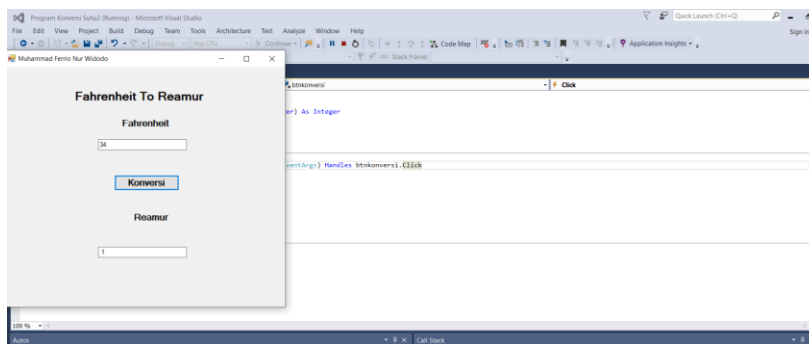 Program Konversi Suhu2 (Running) - Microsoft Visual Studio
Quick Launch (Ctrl+Q)
File Edit View Project Build Debug Team Tools Architecture Test Analyze Window Help
Sign in
Debug Any CPU Continue Code Map Application Insights
Muhammad Ferrio Nur Widodo
Stack Frame:
btnkonversi
Click
Fahrenheit To Reamur
er) As Integer
Fahrenheit
34
ventArgs) Handles btnkonversi.Click
Konversi
Reamur
1
100 %
Autos
Call Stack